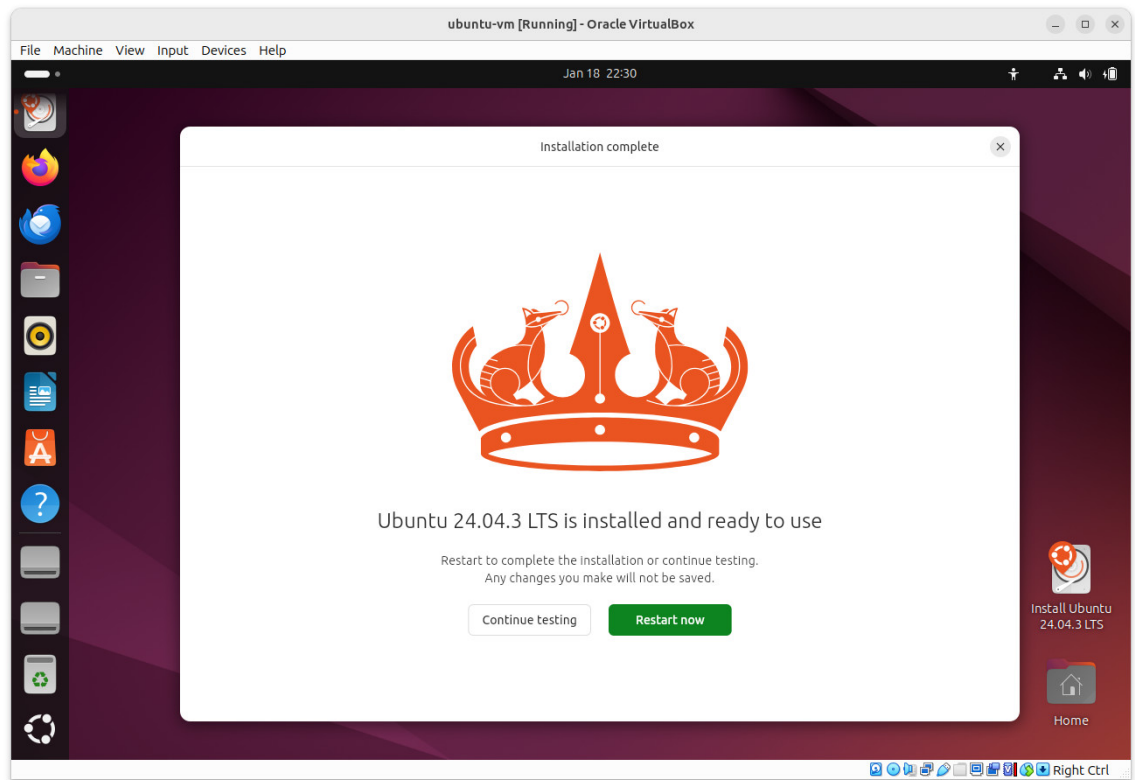 ubuntu-vm [Running] - Oracle VirtualBox
File Machine View Input Devices Help
Jan 18 22:30
Installation complete
Ubuntu 24.04.3 LTS is installed and ready to use
Restart to complete the installation or continue testing.
Any changes you make will not be saved.
Continue testing Restart now
Install Ubuntu
24.04.3 LTS
Home
Right Ctrl